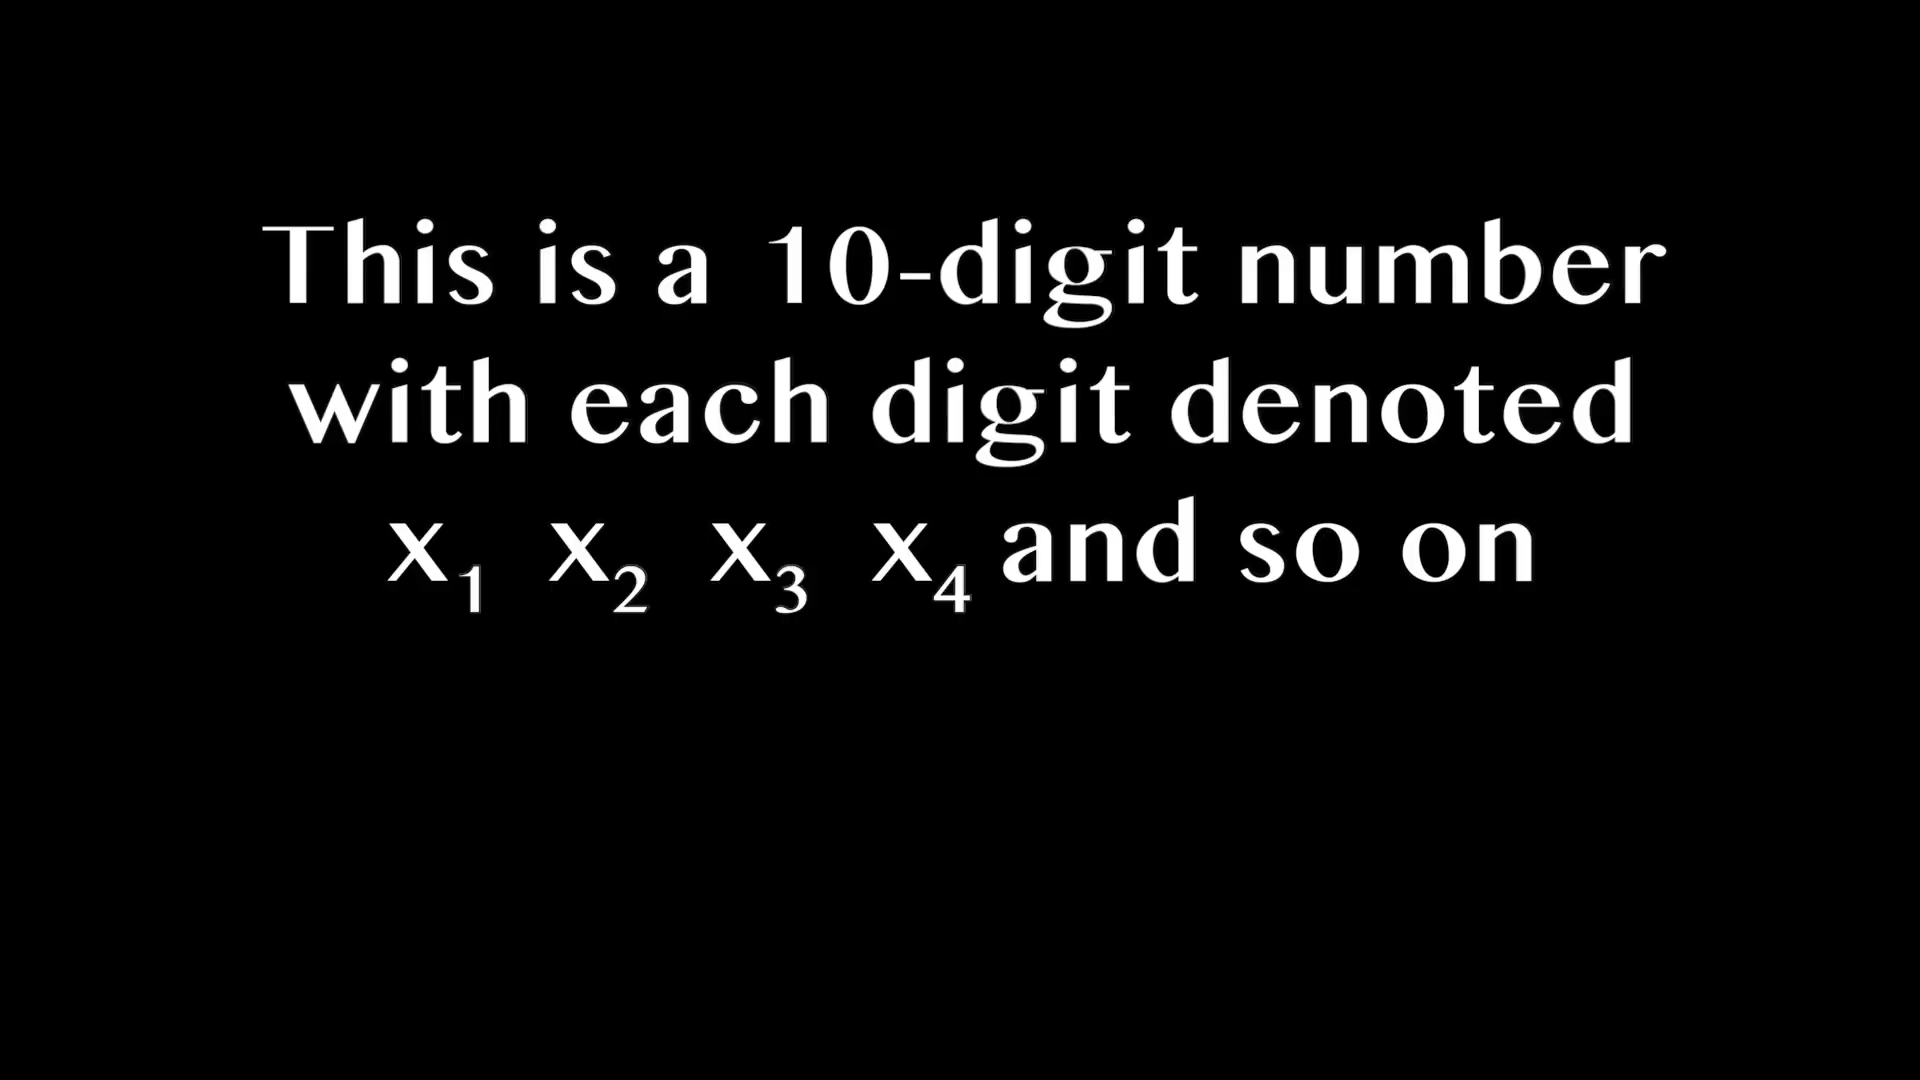 This is a 10-digit number
with each digit denoted
x₁ x₂ x₃ x₄ and so on